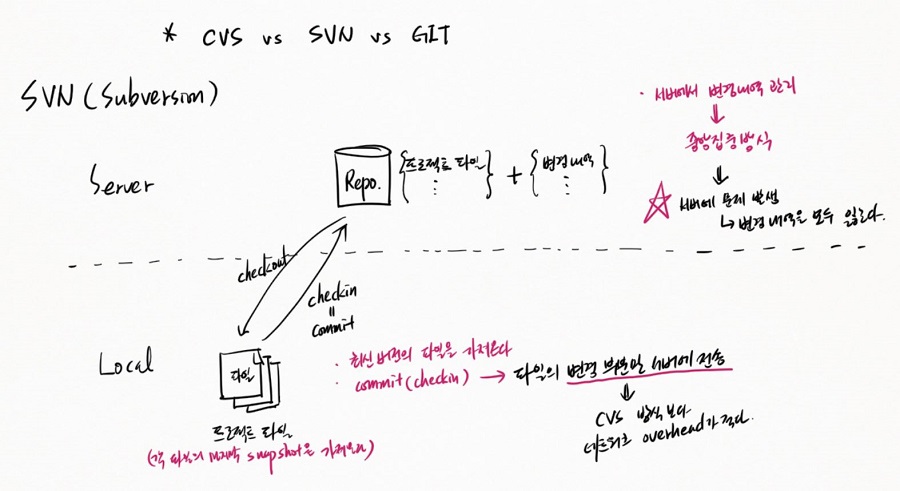 * CVS vs SVN vs GIT
SVN (Subversion)
· 서버에서 변경내역 관리
⇓
중앙집중방식
⇓
☆ 서버에 문제 발생
↳ 변경내역을 모두 잃는다.
Server
Repo.
{프로젝트 파일 ⋮} + {변경내역 ⋮}
checkout
checkin
=
commit
Local
파일
프로젝트 파일
(각 파일의 마지막 snapshot을 가져온다)
· 최신버전의 파일을 가져온다
· commit(checkin) → 파일의 변경 부분만 서버에 전송
⇓
CVS 방식보다
네트워크 overhead가 적다.